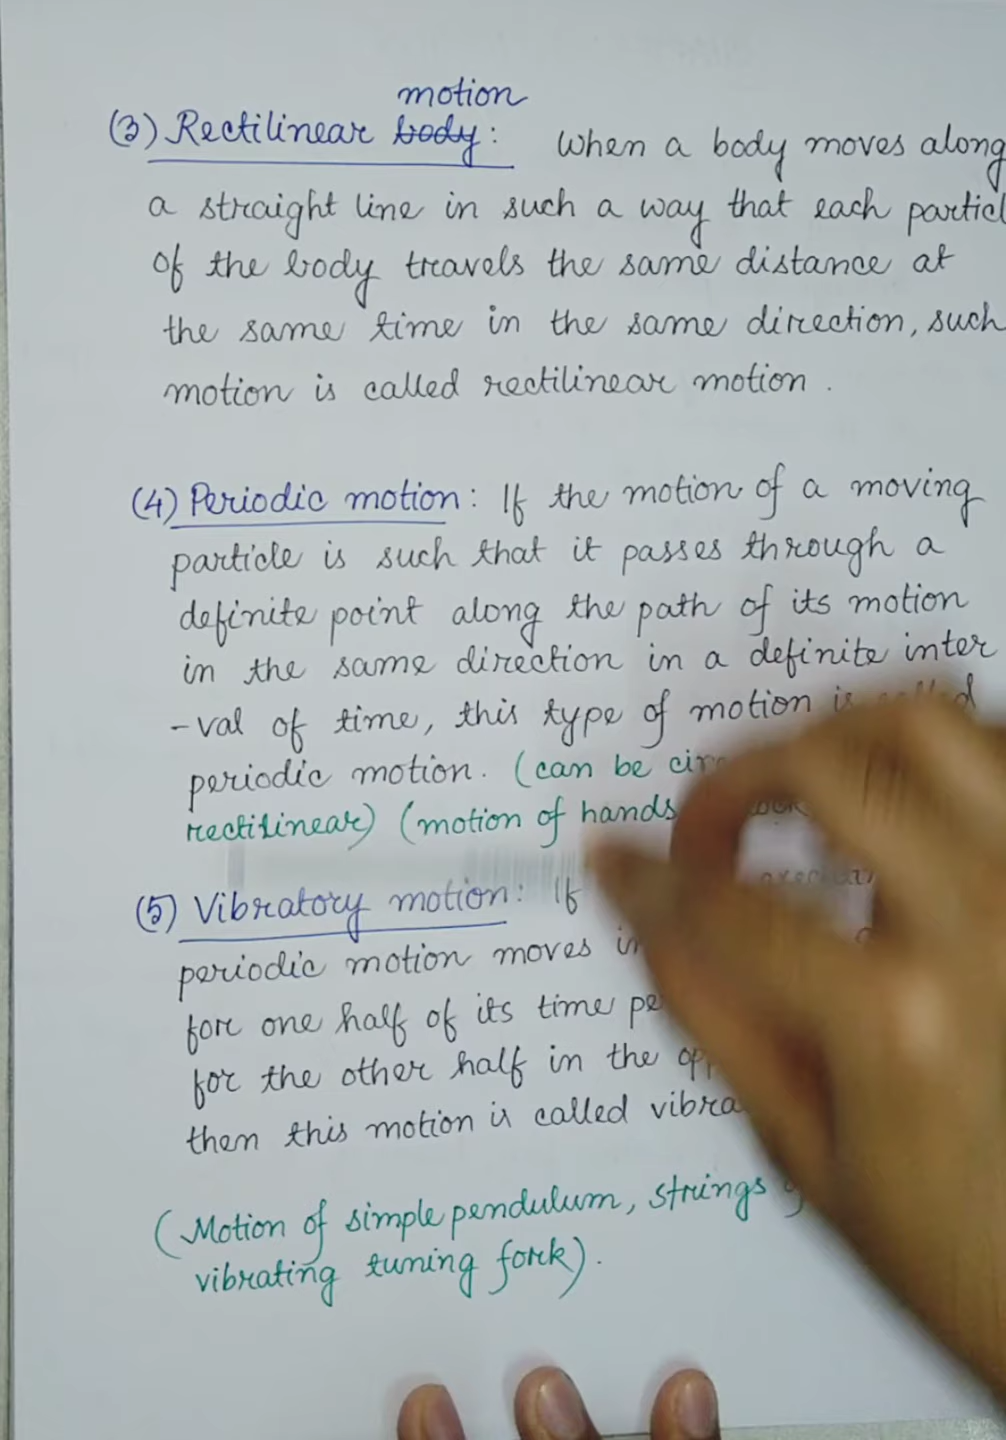 motion
(3) Rectilinear body: When a body moves along
a straight line in such a way that each particl
of the body travels the same distance at
the same time in the same direction, such
motion is called rectilinear motion.
(4) Periodic motion: If the motion of a moving
particle is such that it passes through a
definite point along the path of its motion
in the same direction in a definite inter
-val of time, this type of motion is called
periodic motion. (can be cir
rectilinear) (motion of hands
(5) Vibratory motion: If
periodic motion moves in
for one half of its time pe
for the other half in the opp
then this motion is called vibra
(Motion of simple pendulum, strings
vibrating tuning fork).